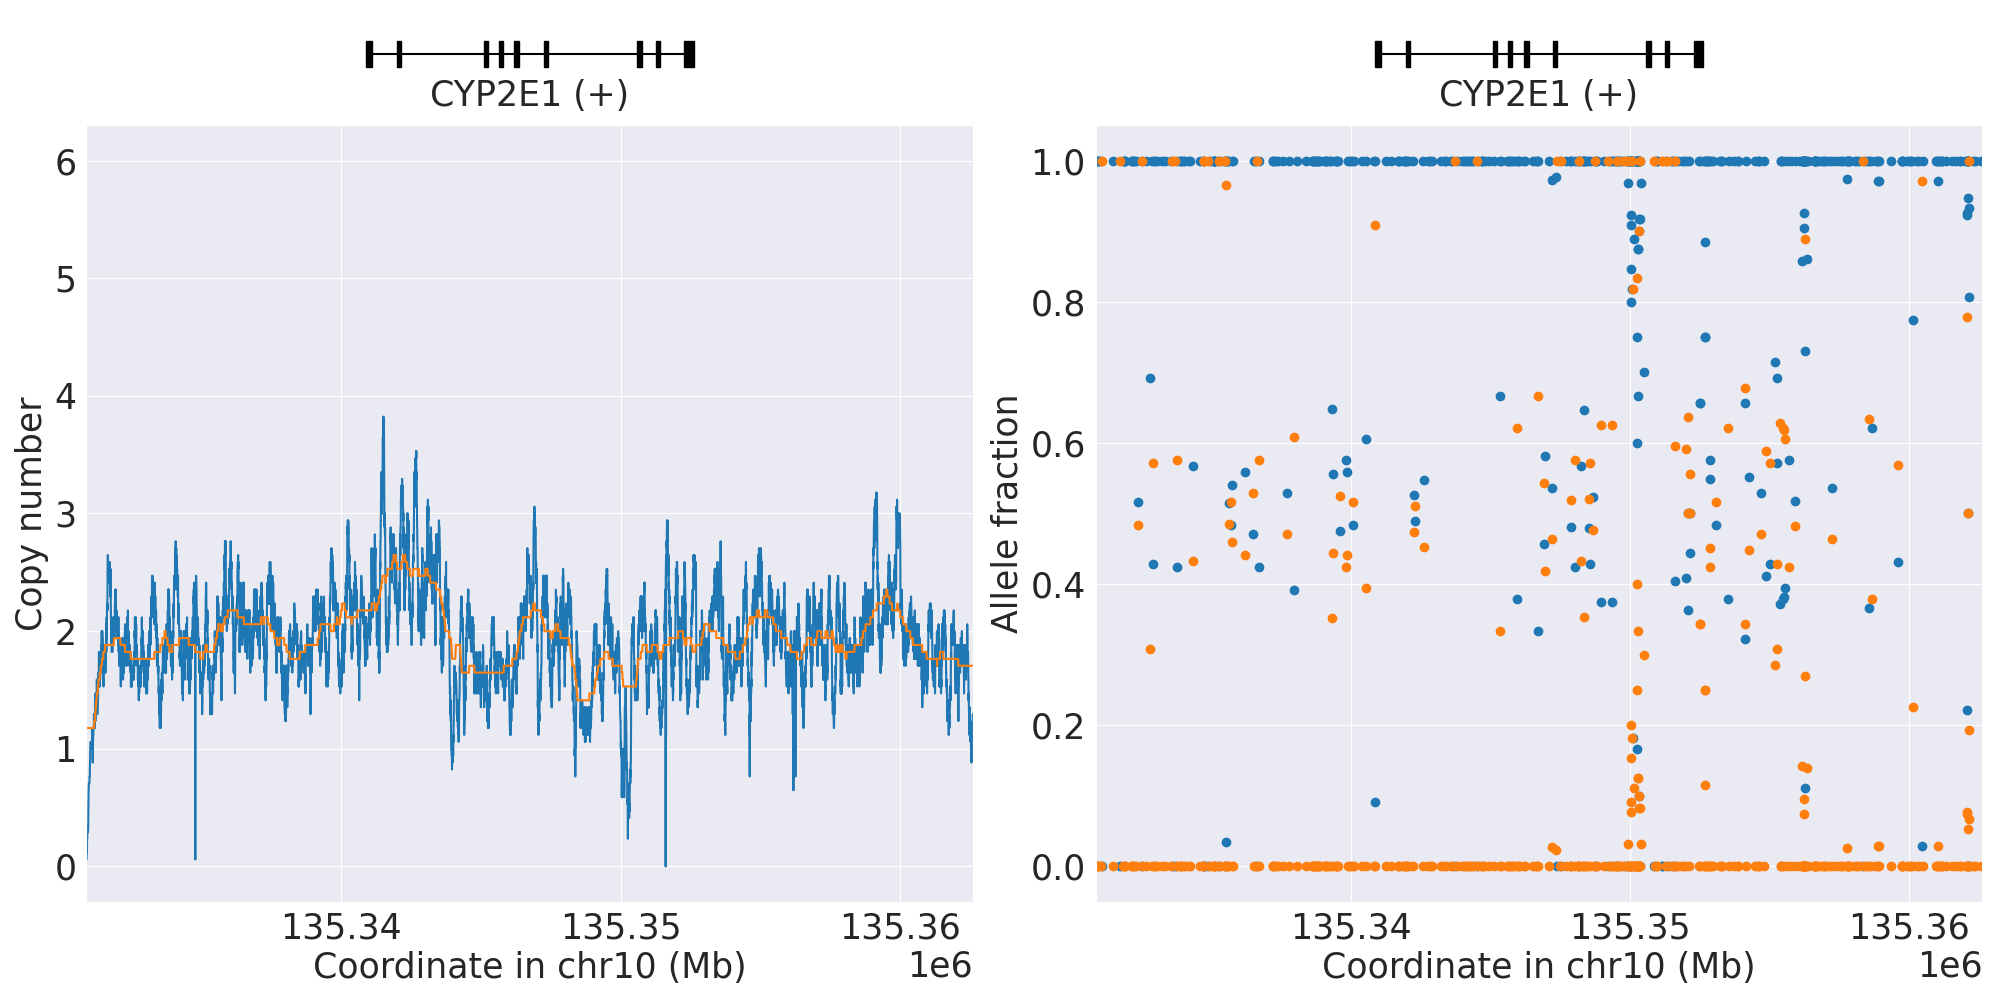 CYP2E1 (+)
CYP2E1 (+)
Copy number
6
5
4
3
2
1
0
135.34
135.35
135.36
Coordinate in chr10 (Mb)
1e6
Allele fraction
1.0
0.8
0.6
0.4
0.2
0.0
135.34
135.35
135.36
Coordinate in chr10 (Mb)
1e6